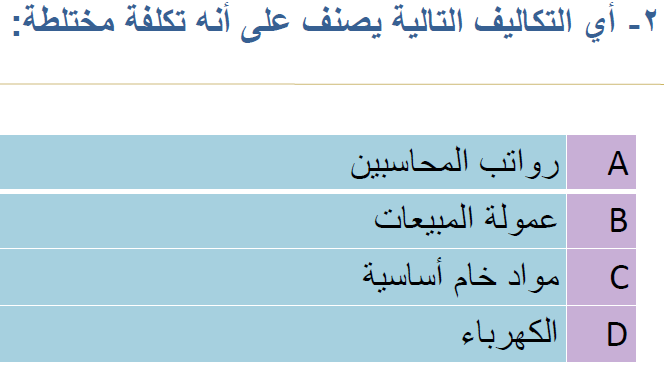 ٢- أي التكاليف التالية يصنف على أنه تكلفة مختلطة:
A رواتب المحاسبين
B عمولة المبيعات
C مواد خام أساسية
D الكهرباء